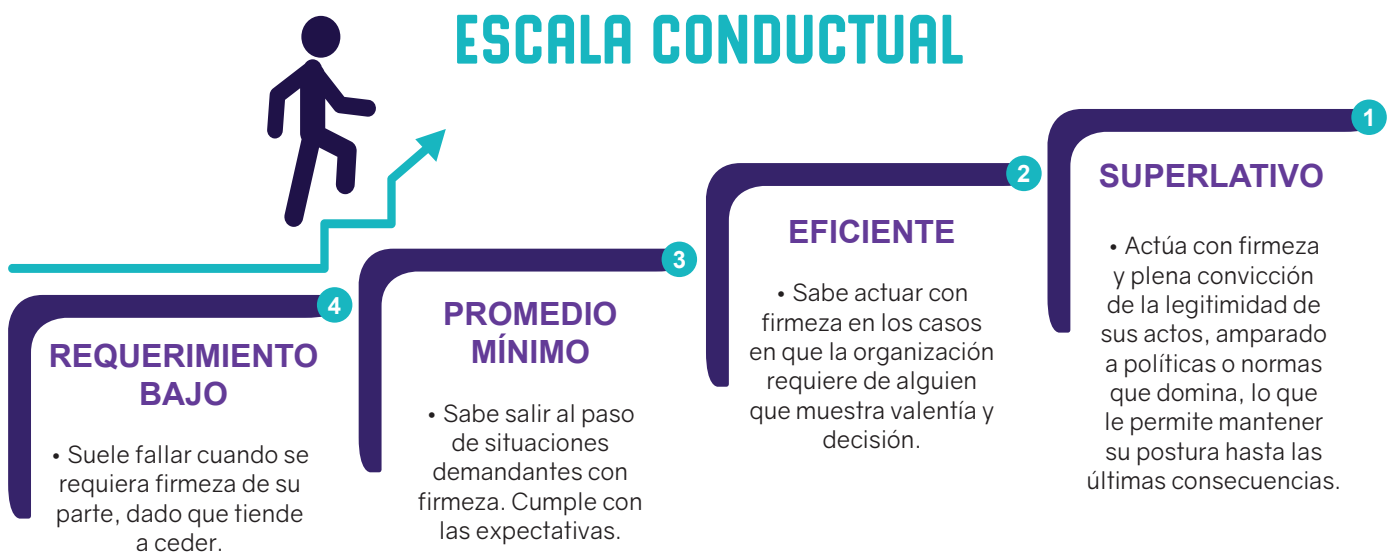 ESCALA CONDUCTUAL
4
REQUERIMIENTO
BAJO
• Suele fallar cuando se
requiera firmeza de su
parte, dado que tiende
a ceder.
3
PROMEDIO
MÍNIMO
• Sabe salir al paso
de situaciones
demandantes con
firmeza. Cumple con
las expectativas.
2
EFICIENTE
• Sabe actuar con
firmeza en los casos
en que la organización
requiere de alguien
que muestra valentía y
decisión.
1
SUPERLATIVO
• Actúa con firmeza
y plena convicción
de la legitimidad de
sus actos, amparado
a políticas o normas
que domina, lo que
le permite mantener
su postura hasta las
últimas consecuencias.